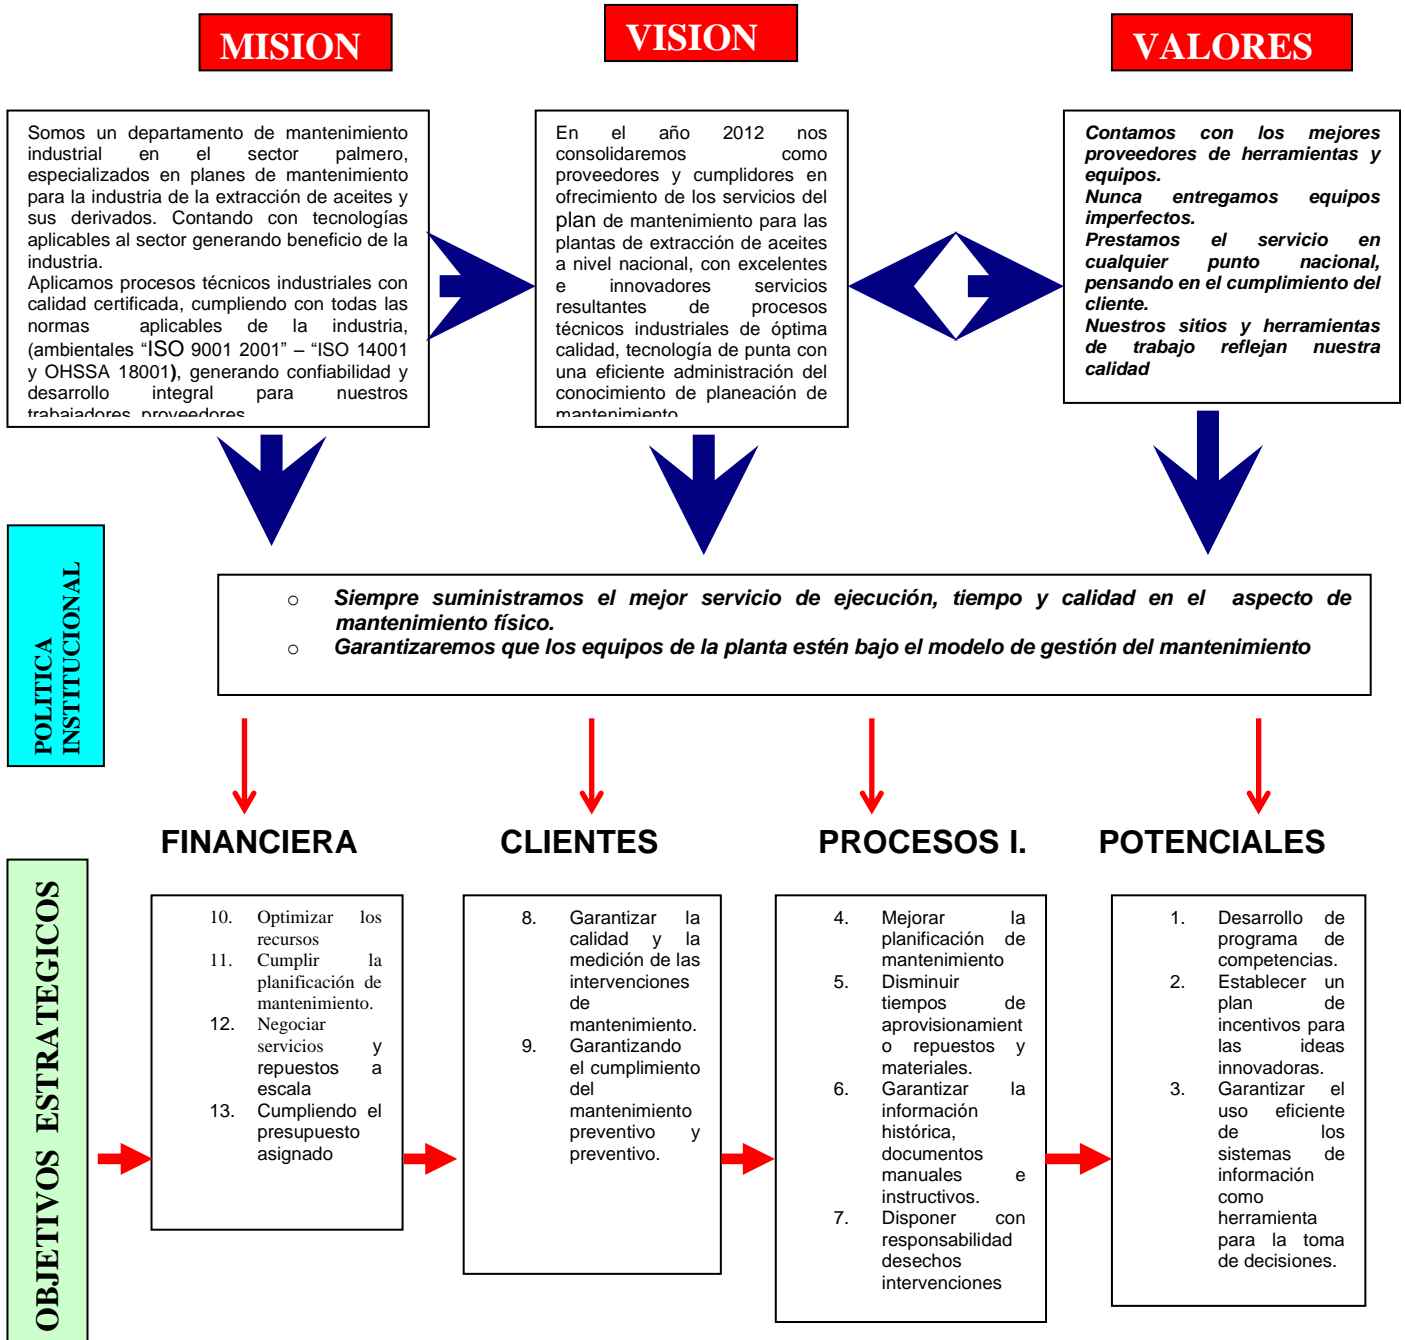 MISION
VISION
VALORES
Somos un departamento de mantenimiento
industrial en el sector palmero,
especializados en planes de mantenimiento
para la industria de la extracción de aceites y
sus derivados. Contando con tecnologías
aplicables al sector generando beneficio de la
industria.
Aplicamos procesos técnicos industriales con
calidad certificada, cumpliendo con todas las
normas aplicables de la industria,
(ambientales “ISO 9001 2001” – “ISO 14001
y OHSSA 18001), generando confiabilidad y
desarrollo integral para nuestros
trabajadores, proveedores
En el año 2012 nos
consolidaremos como
proveedores y cumplidores en
ofrecimiento de los servicios del
plan de mantenimiento para las
plantas de extracción de aceites
a nivel nacional, con excelentes
e innovadores servicios
resultantes de procesos
técnicos industriales de óptima
calidad, tecnología de punta con
una eficiente administración del
conocimiento de planeación de
mantenimiento
Contamos con los mejores
proveedores de herramientas y
equipos.
Nunca entregamos equipos
imperfectos.
Prestamos el servicio en
cualquier punto nacional,
pensando en el cumplimiento del
cliente.
Nuestros sitios y herramientas
de trabajo reflejan nuestra
calidad
POLITICA
INSTITUCIONAL
o Siempre suministramos el mejor servicio de ejecución, tiempo y calidad en el aspecto de
mantenimiento físico.
o Garantizaremos que los equipos de la planta estén bajo el modelo de gestión del mantenimiento
OBJETIVOS ESTRATEGICOS
FINANCIERA
10. Optimizar los
recursos
11. Cumplir la
planificación de
mantenimiento.
12. Negociar
servicios y
repuestos a
escala
13. Cumpliendo el
presupuesto
asignado
CLIENTES
8. Garantizar la
calidad y la
medición de las
intervenciones
de
mantenimiento.
9. Garantizando
el cumplimiento
del
mantenimiento
preventivo y
preventivo.
PROCESOS I.
4. Mejorar la
planificación de
mantenimiento
5. Disminuir
tiempos de
aprovisionamient
o repuestos y
materiales.
6. Garantizar la
información
histórica,
documentos
manuales e
instructivos.
7. Disponer con
responsabilidad
desechos
intervenciones
POTENCIALES
1. Desarrollo de
programa de
competencias.
2. Establecer un
plan de
incentivos para
las ideas
innovadoras.
3. Garantizar el
uso eficiente
de los
sistemas de
información
como
herramienta
para la toma
de decisiones.